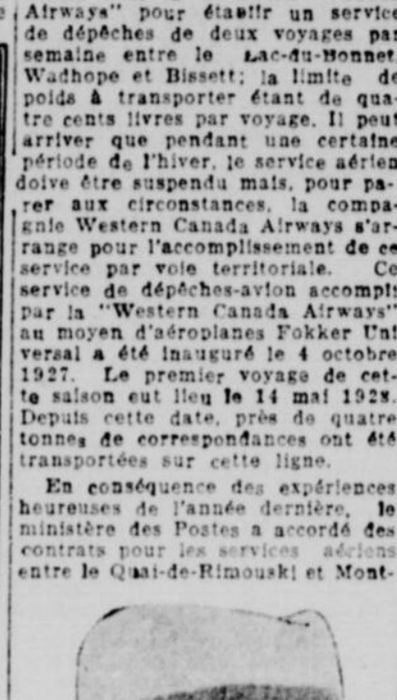 Airways" pour établir un service
de dépêches de deux voyages par
semaine entre le Lac-du-Bonnet
Wadhope et Bissett; la limite de
poids à transporter étant de qua-
tre cents livres par voyage. Il peut
arriver que pendant une certaine
période de l'hiver, le service aérien
doive être suspendu mais, pour pa-
rer aux circonstances, la compa-
gnie Western Canada Airways s'ar-
range pour l'accomplissement de ce
service par voie territoriale. Ce
service de dépêches-avion accompli
par la "Western Canada Airways"
au moyen d'aéroplanes Fokker Uni
versal a été inauguré le 4 octobre
1927. Le premier voyage de cet-
te saison eut lieu le 14 mai 1928.
Depuis cette date, près de quatre
tonnes de correspondances ont été
transportées sur cette ligne.
En conséquence des expériences
heureuses de l'année dernière, le
ministère des Postes a accordé des
contrats pour les services aériens
entre le Quai-de-Rimouski et Mont-